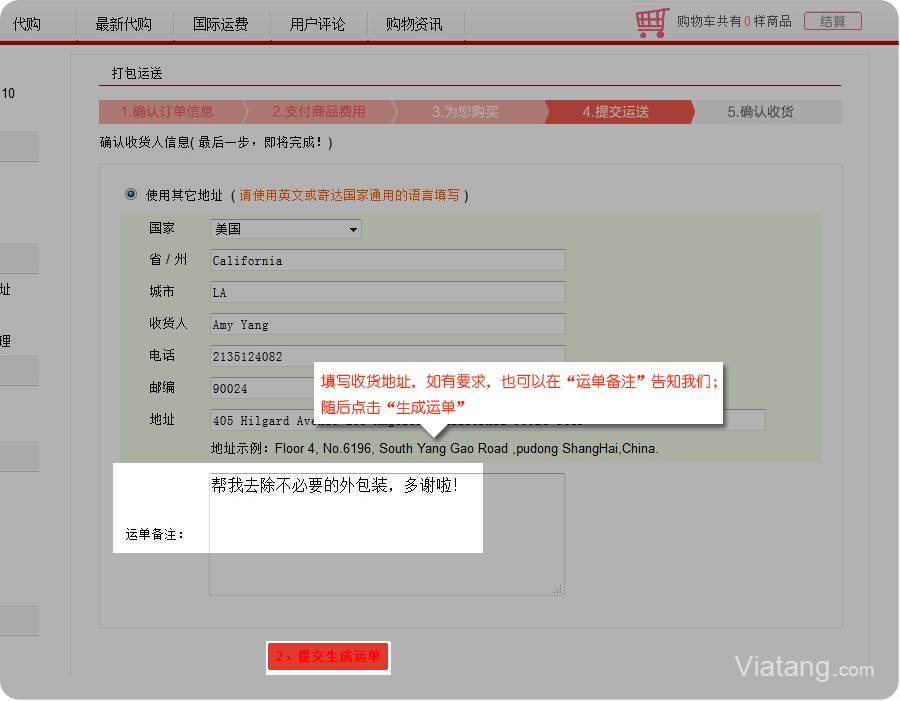 代购 最新代购 国际运费 用户评论 购物资讯 购物车共有0样商品 结算
打包运送
10
1.确认订单信息 2.支付商品费用 3.为您购买 4.提交运送 5.确认收货
确认收货人信息( 最后一步，即将完成！)
使用其它地址 （请使用英文或寄达国家通用的语言填写）
国家 美国
省 / 州 California
城市 LA
址
收货人 Amy Yang
理
电话 2135124082
填写收货地址，如有要求，也可以在“运单备注”告知我们；
邮编 90024
随后点击“生成运单”
地址 405 Hilgard
地址示例：Floor 4, No.6196, South Yang Gao Road ,pudong ShangHai,China.
帮我去除不必要的外包装，多谢啦！
运单备注：
2、提交生成运单
Viatang.com